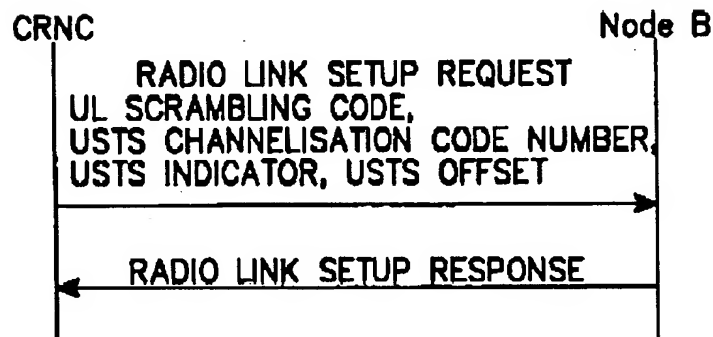 CRNC Node B
RADIO LINK SETUP REQUEST
UL SCRAMBLING CODE,
USTS CHANNELISATION CODE NUMBER,
USTS INDICATOR, USTS OFFSET
RADIO LINK SETUP RESPONSE